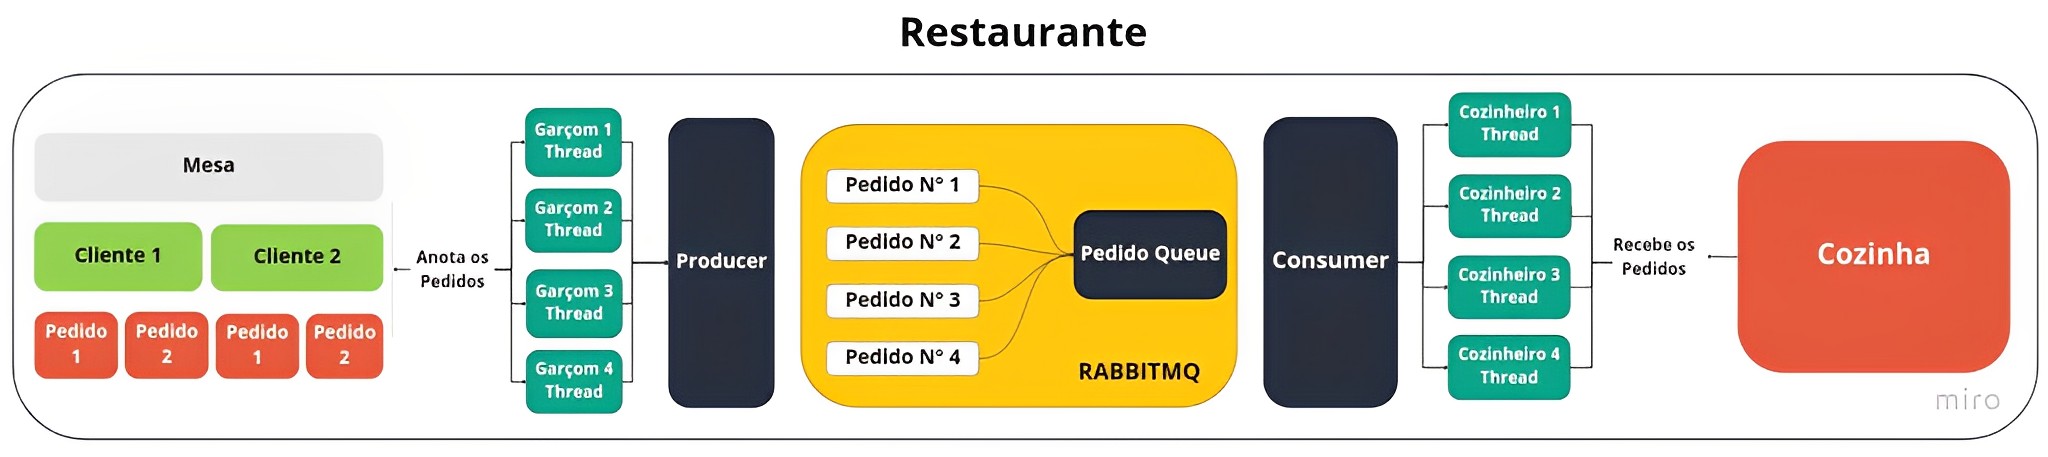 Restaurante
Mesa
Cliente 1
Cliente 2
Pedido
1
Pedido
2
Pedido
1
Pedido
2
Anota os
Pedidos
Garçom 1
Thread
Garçom 2
Thread
Garçom 3
Thread
Garçom 4
Thread
Producer
Pedido N° 1
Pedido N° 2
Pedido N° 3
Pedido N° 4
Pedido Queue
RABBITMQ
Consumer
Cozinheiro 1
Thread
Cozinheiro 2
Thread
Cozinheiro 3
Thread
Cozinheiro 4
Thread
Recebe os
Pedidos
Cozinha
miro